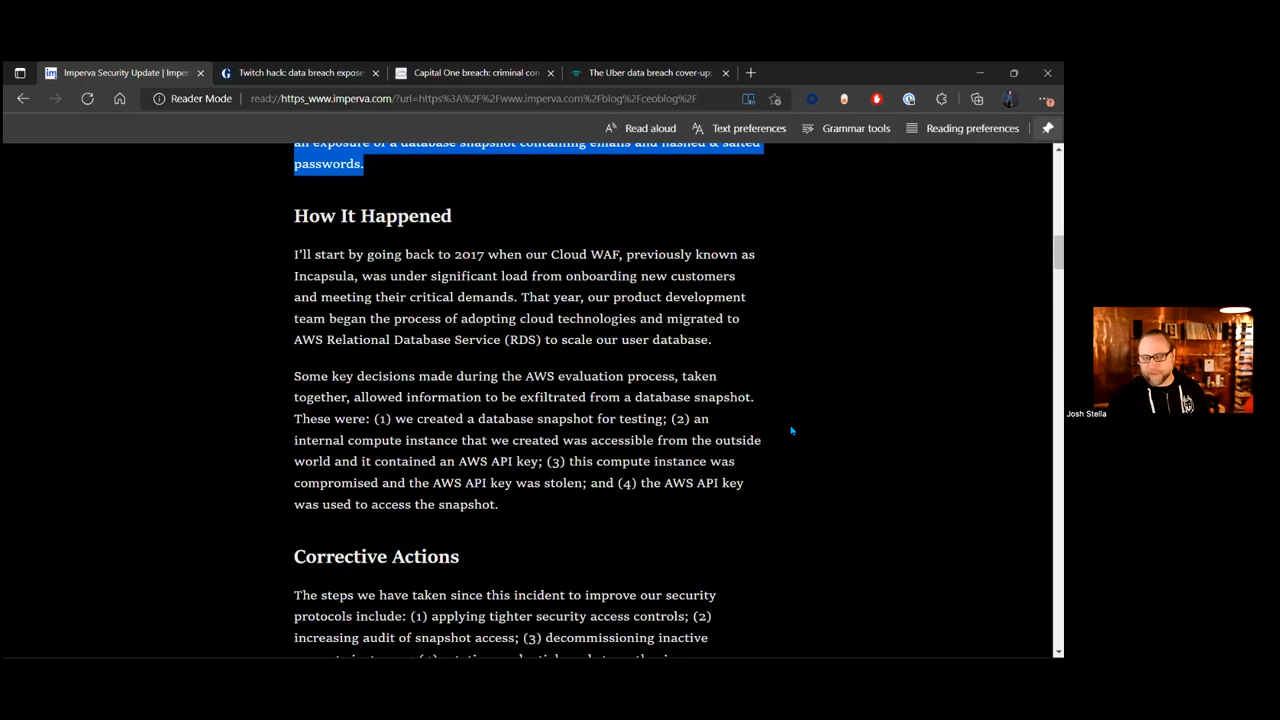 Imperva Security Update | Imper
Twitch hack: data breach expose
Capital One breach: criminal con
The Uber data breach cover-up:
Reader Mode
read://https_www.imperva.com/?url=https%3A%2F%2Fwww.imperva.com%2Fblog%2Fceoblog%2F
Read aloud
Text preferences
Grammar tools
Reading preferences
an exposure of a database snapshot containing emails and hashed & salted
passwords.
How It Happened
I'll start by going back to 2017 when our Cloud WAF, previously known as
Incapsula, was under significant load from onboarding new customers
and meeting their critical demands. That year, our product development
team began the process of adopting cloud technologies and migrated to
AWS Relational Database Service (RDS) to scale our user database.
Some key decisions made during the AWS evaluation process, taken
together, allowed information to be exfiltrated from a database snapshot.
These were: (1) we created a database snapshot for testing; (2) an
internal compute instance that we created was accessible from the outside
world and it contained an AWS API key; (3) this compute instance was
compromised and the AWS API key was stolen; and (4) the AWS API key
was used to access the snapshot.
Corrective Actions
The steps we have taken since this incident to improve our security
protocols include: (1) applying tighter security access controls; (2)
increasing audit of snapshot access; (3) decommissioning inactive
Josh Stella